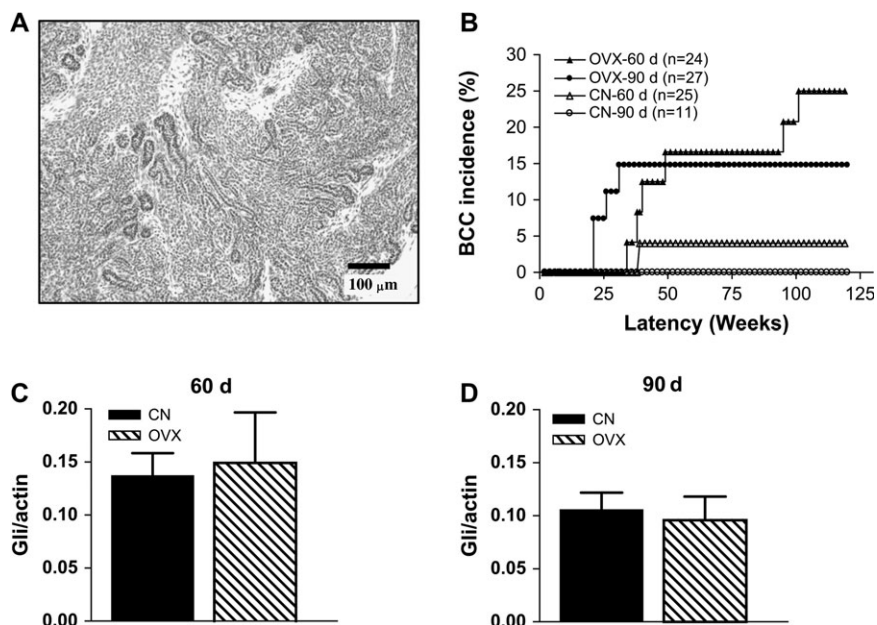 A
100 μm
B
BCC incidence (%)
30
25
20
15
10
5
0
OVX-60 d (n=24)
OVX-90 d (n=27)
CN-60 d (n=25)
CN-90 d (n=11)
0 25 50 75 100 125
Latency (Weeks)
C
60 d
Gli/actin
0.20
0.15
0.10
0.05
0.00
CN
OVX
D
90 d
Gli/actin
0.20
0.15
0.10
0.05
0.00
CN
OVX